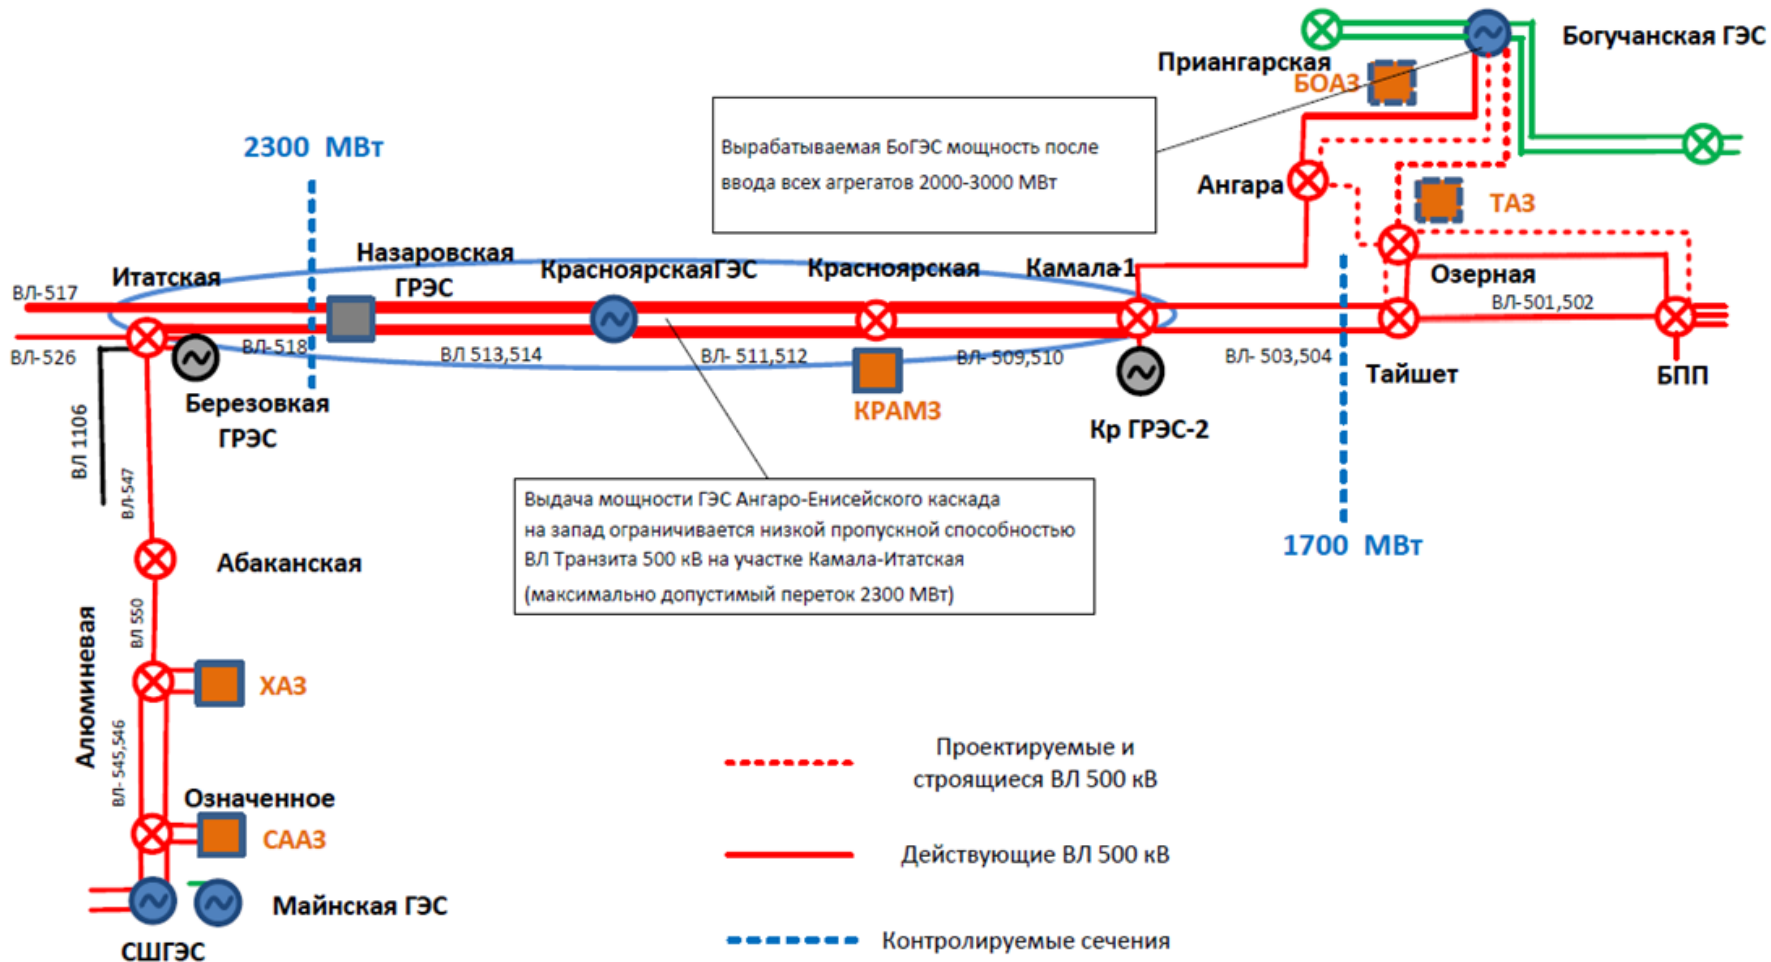 Богучанская ГЭС
Приангарская
БОАЗ
2300 МВт
Вырабатываемая БоГЭС мощность после
ввода всех агрегатов 2000-3000 МВт
Ангара
ТАЗ
Назаровская
ГРЭС
Итатская
КрасноярскаяГЭС
Красноярская
Камала-1
Озерная
ВЛ-517
ВЛ-501,502
ВЛ-526
ВЛ-518
ВЛ 513,514
ВЛ- 511,512
ВЛ- 509,510
ВЛ- 503,504
Тайшет
БПП
Березовкая
ГРЭС
КРАМЗ
Кр ГРЭС-2
ВЛ 1106
ВЛ-547
Выдача мощности ГЭС Ангаро-Енисейского каскада
на запад ограничивается низкой пропускной способностью
ВЛ Транзита 500 кВ на участке Камала-Итатская
(максимально допустимый переток 2300 МВт)
1700 МВт
Абаканская
ВЛ 550
Алюминевая
ХАЗ
ВЛ- 545,546
Проектируемые и
строящиеся ВЛ 500 кВ
Означенное
СААЗ
Действующие ВЛ 500 кВ
Майнская ГЭС
СШГЭС
Контролируемые сечения